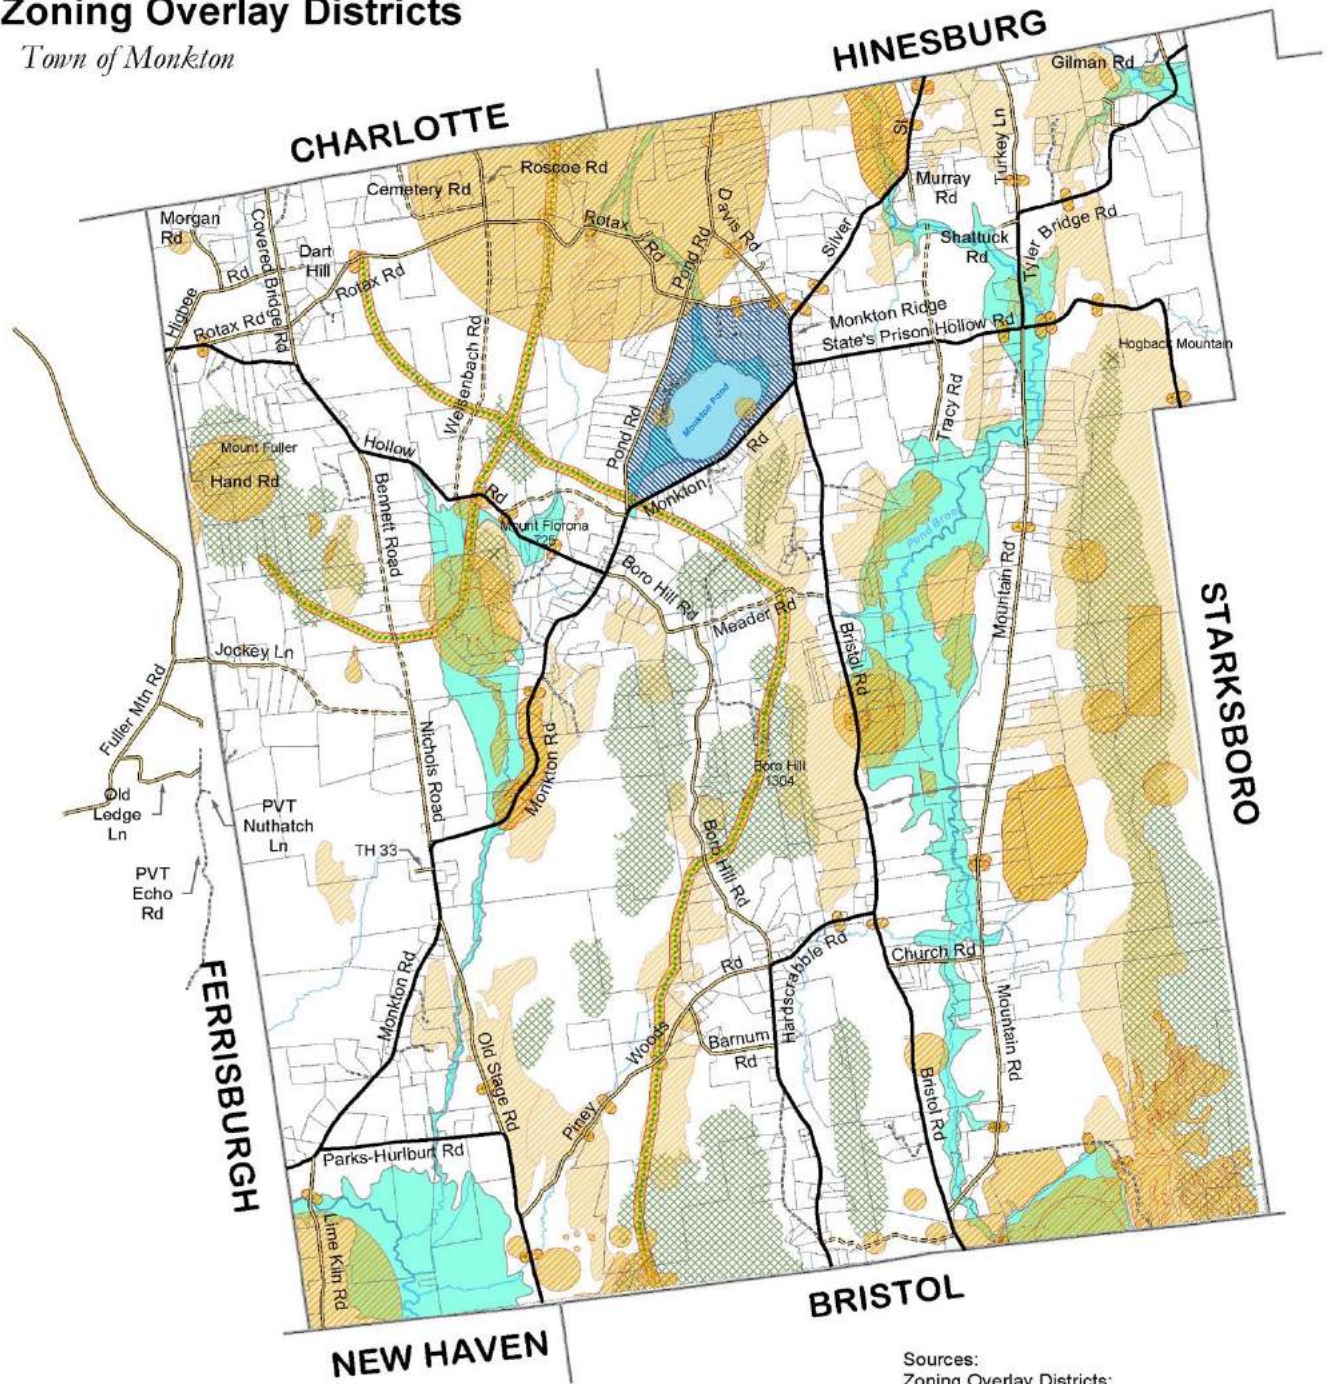 Zoning Overlay Districts
Town of Monkton
HINESBURG
CHARLOTTE
Gilman Rd
Roscoe Rd
Cemetery Rd
St
Turkey Ln
Murray
Rd
Morgan
Rd
Covered Bridge Rd
Dart
Hill
Rd
Rotax
Rd
Davis Rd
Pond Rd
Silver
Shattuck
Rd
Tyler Bridge Rd
Higbee
Rotax Rd
Rotax Rd
Monkton Ridge
State's Prison Hollow Rd
Hogback Mountain
Weisenbach Rd
Monkton Pond
Tracy Rd
Pond Rd
Mount Fuller
Hand Rd
Hollow
Rd
Rd
Monkton
Bennett Road
Mount Florona
725
Pond Brook
Boro Hill Rd
Meader Rd
Mountain Rd
STARKSBORO
Jockey Ln
Bristol Rd
Fuller Mtn Rd
Nichols Road
Monkton Rd
Boro Hill
1304
Old
Ledge
Ln
PVT
Nuthatch
Ln
TH 33
Boro Hill Rd
PVT
Echo
Rd
Hardscrabble Rd
Church Rd
Rd
FERRISBURGH
Monkton Rd
Mountain Rd
Old Stage Rd
Woods
Barnum
Rd
Piney
Bristol Rd
Parks-Hurlburt Rd
Lime Kiln Rd
BRISTOL
NEW HAVEN
Sources:
Zoning Overlay Districts: